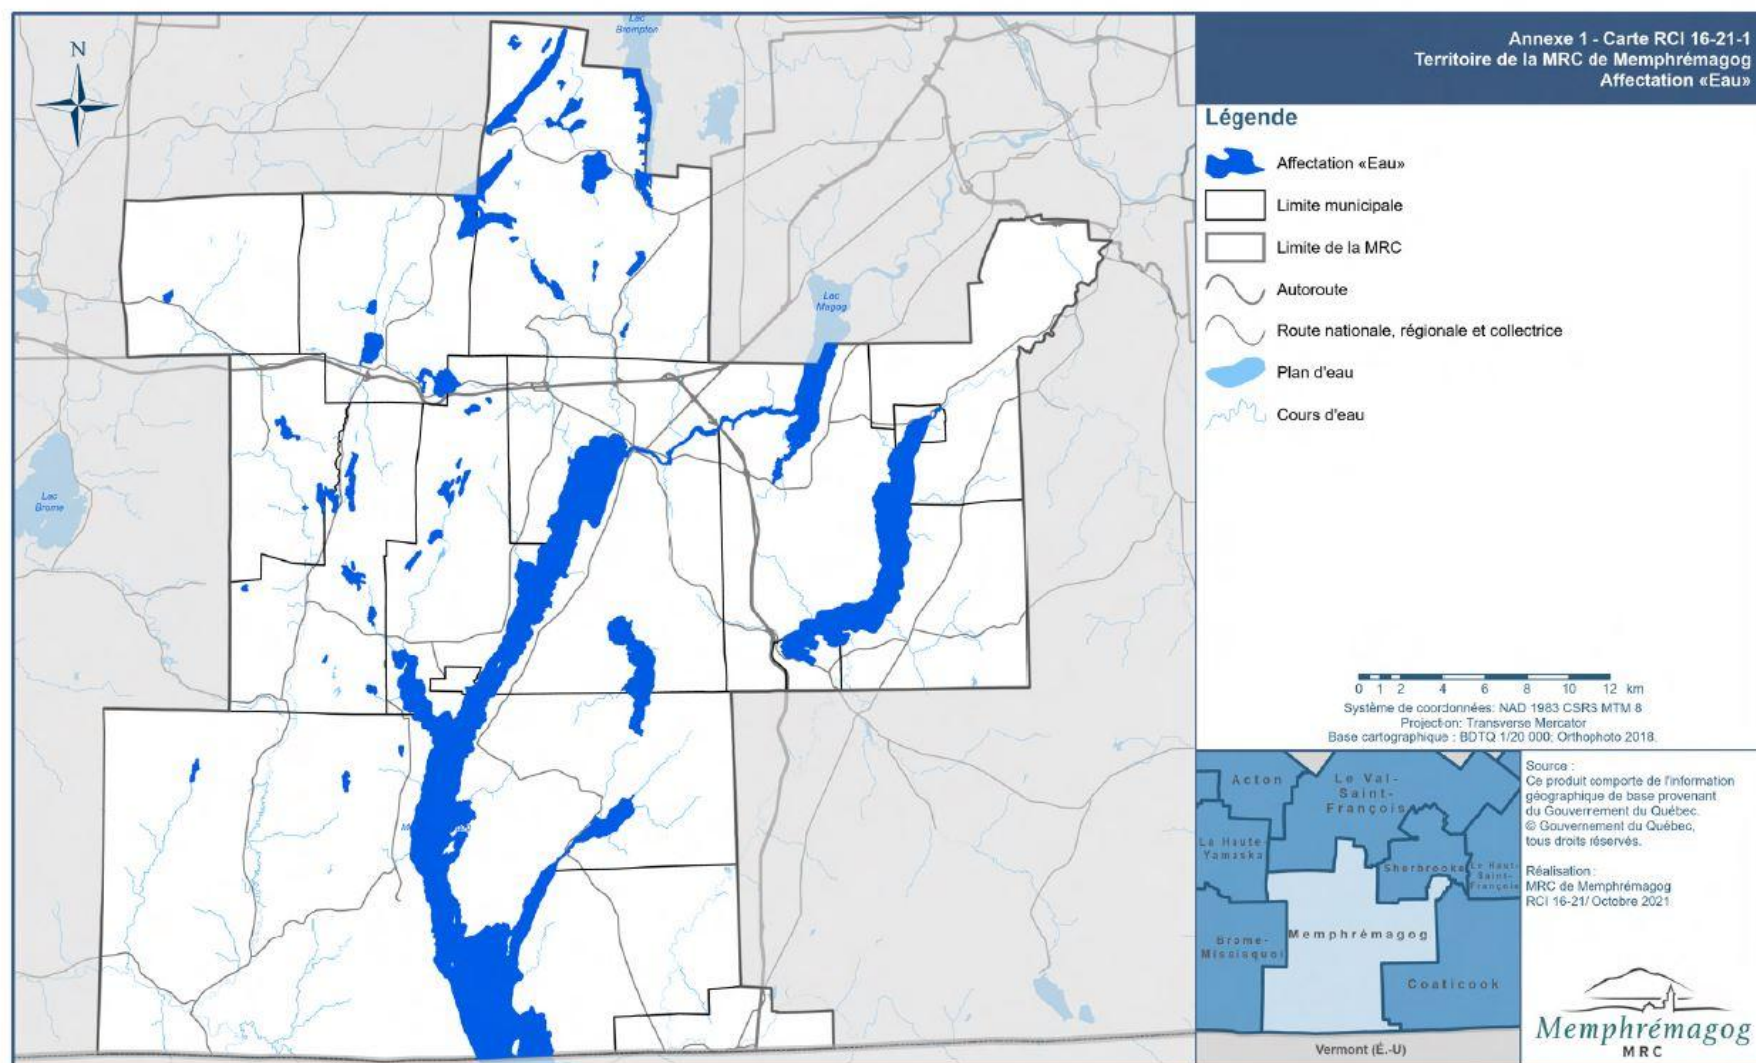 Annexe 1 - Carte RCI 16-21-1
Territoire de la MRC de Memphrémagog
Affectation «Eau»
N
Lac
Brompton
Lac
Magog
Lac
Brome
Légende
Affectation «Eau»
Limite municipale
Limite de la MRC
Autoroute
Route nationale, régionale et collectrice
Plan d'eau
Cours d'eau
0 1 2 4 6 8 10 12 km
Système de coordonnées: NAD 1983 CSRS MTM 8
Projection: Transverse Mercator
Base cartographique : BDTQ 1/20 000; Orthophoto 2018.
Acton
Le Val-
Saint-
François
La Haute-
Yamaska
Sherbrooke
Le Haut-
Saint-
François
Memphrémagog
Brome-
Missisquoi
Coaticook
Vermont (É.-U)
Source :
Ce produit comporte de l'information
géographique de base provenant
du Gouvernement du Québec.
© Gouvernement du Québec,
tous droits réservés.
Réalisation :
MRC de Memphrémagog
RCI 16-21/ Octobre 2021
Memphrémagog
MRC